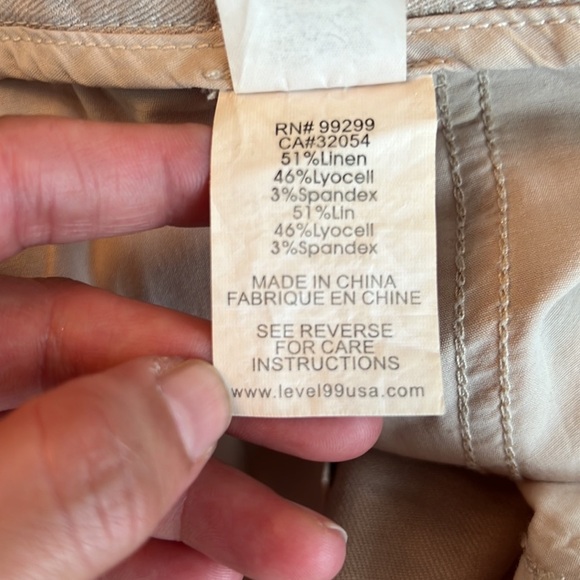 RN# 99299
CA#32054
51%Linen
46%Lyocell
3%Spandex
51%Lin
46%Lyocell
3%Spandex
MADE IN CHINA
FABRIQUE EN CHINE
SEE REVERSE
FOR CARE
INSTRUCTIONS
www.level99usa.com